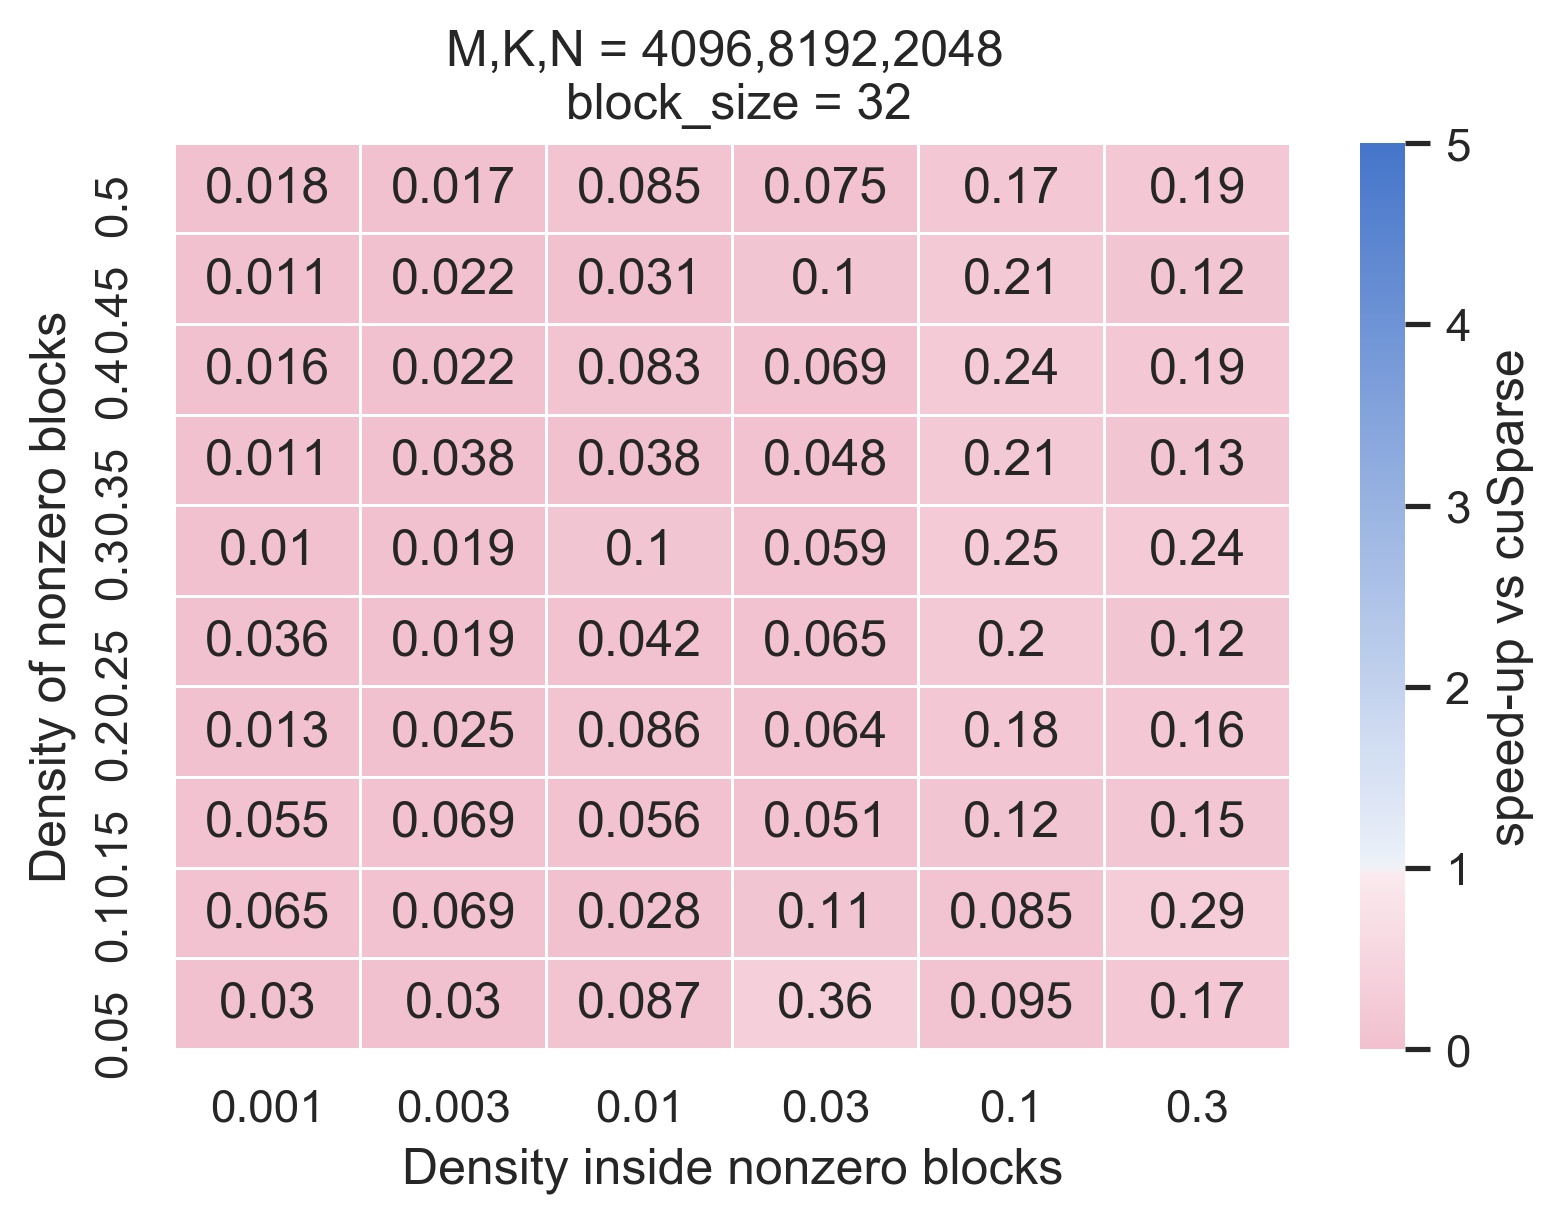 M,K,N = 4096,8192,2048
block_size = 32
Density of nonzero blocks
0.5 0.018 0.017 0.085 0.075 0.17 0.19
0.45 0.011 0.022 0.031 0.1 0.21 0.12
0.4 0.016 0.022 0.083 0.069 0.24 0.19
0.35 0.011 0.038 0.038 0.048 0.21 0.13
0.3 0.01 0.019 0.1 0.059 0.25 0.24
0.25 0.036 0.019 0.042 0.065 0.2 0.12
0.2 0.013 0.025 0.086 0.064 0.18 0.16
0.15 0.055 0.069 0.056 0.051 0.12 0.15
0.1 0.065 0.069 0.028 0.11 0.085 0.29
0.05 0.03 0.03 0.087 0.36 0.095 0.17
0.001 0.003 0.01 0.03 0.1 0.3
Density inside nonzero blocks
5
4
3
2
1
0
speed-up vs cuSparse